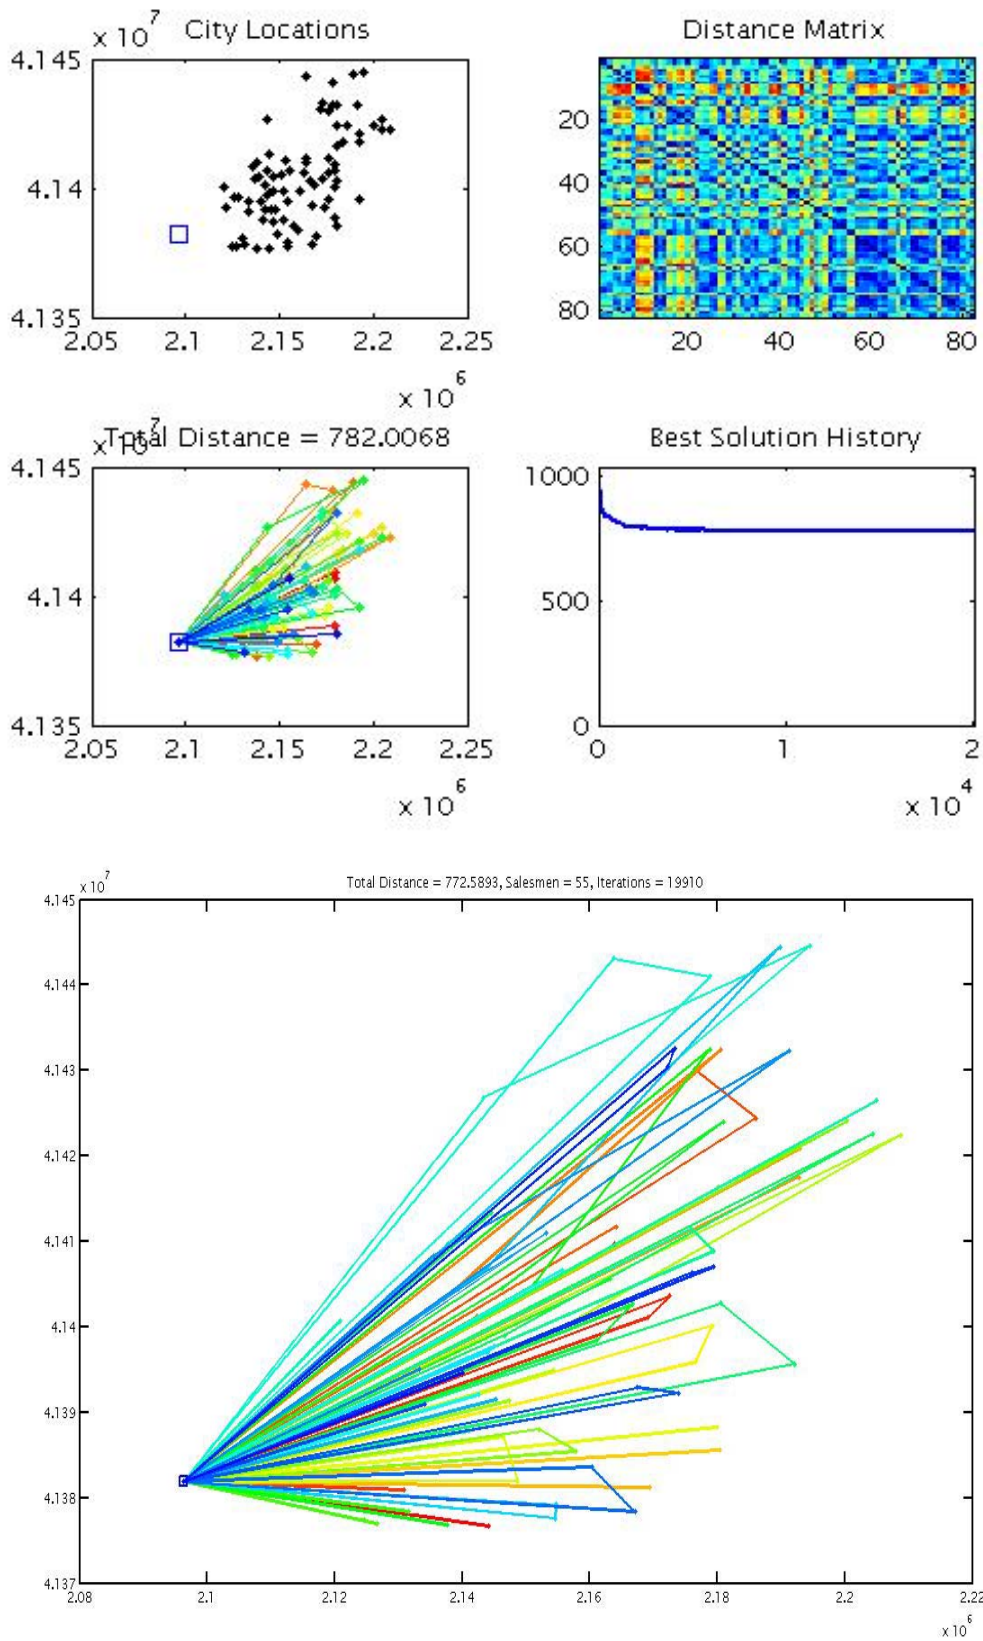 x 10^7 City Locations
4.145
4.14
4.135
2.05 2.1 2.15 2.2 2.25
x 10^6
Distance Matrix
20
40
60
80
20 40 60 80
x 10^7
Total Distance = 782.0068
4.145
4.14
4.135
2.05 2.1 2.15 2.2 2.25
x 10^6
Best Solution History
1000
500
0
0 1 2
x 10^4
x 10^7
Total Distance = 772.5893, Salesmen = 55, Iterations = 19910
4.145
4.144
4.143
4.142
4.141
4.14
4.139
4.138
4.137
2.08 2.1 2.12 2.14 2.16 2.18 2.2 2.22
x 10^6